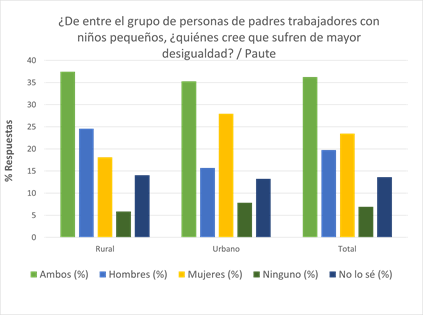 ¿De entre el grupo de personas de padres trabajadores con
niños pequeños, ¿quiénes cree que sufren de mayor
desigualdad? / Paute
% Respuestas
40
35
30
25
20
15
10
5
0
Rural Urbano Total
Ambos (%) Hombres (%) Mujeres (%) Ninguno (%) No lo sé (%)